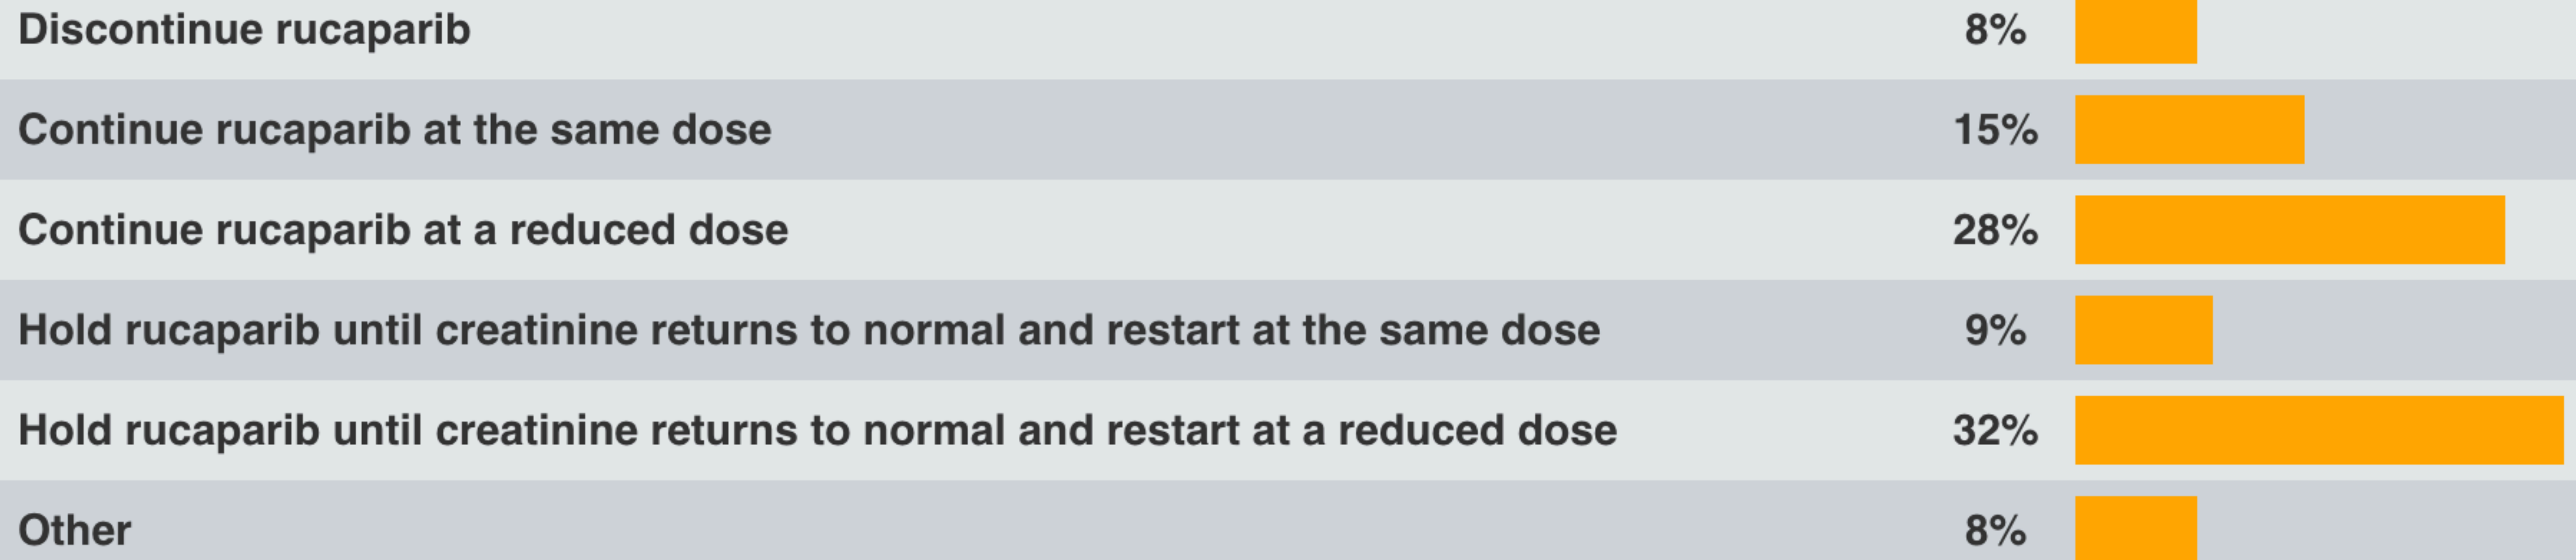 Discontinue rucaparib 8%
Continue rucaparib at the same dose 15%
Continue rucaparib at a reduced dose 28%
Hold rucaparib until creatinine returns to normal and restart at the same dose 9%
Hold rucaparib until creatinine returns to normal and restart at a reduced dose 32%
Other 8%